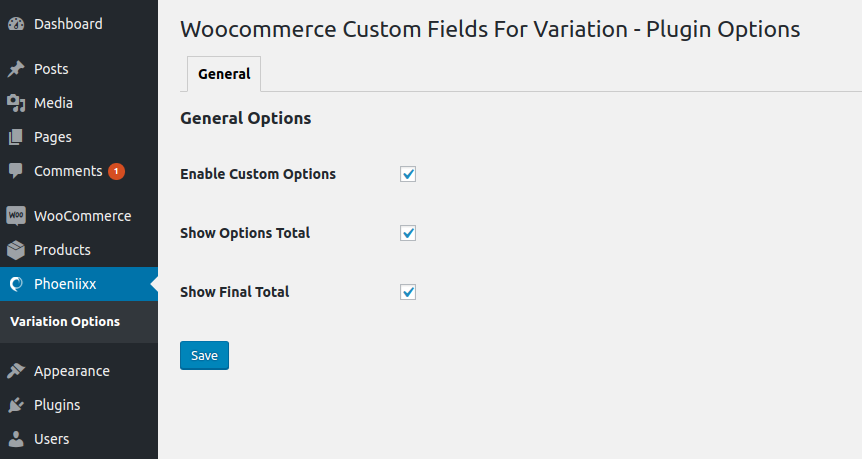 Dashboard
Posts
Media
Pages
Comments 1
WOO WooCommerce
Products
Phoeniixx
Variation Options
Appearance
Plugins
Users
Woocommerce Custom Fields For Variation - Plugin Options
General
General Options
Enable Custom Options
Show Options Total
Show Final Total
Save